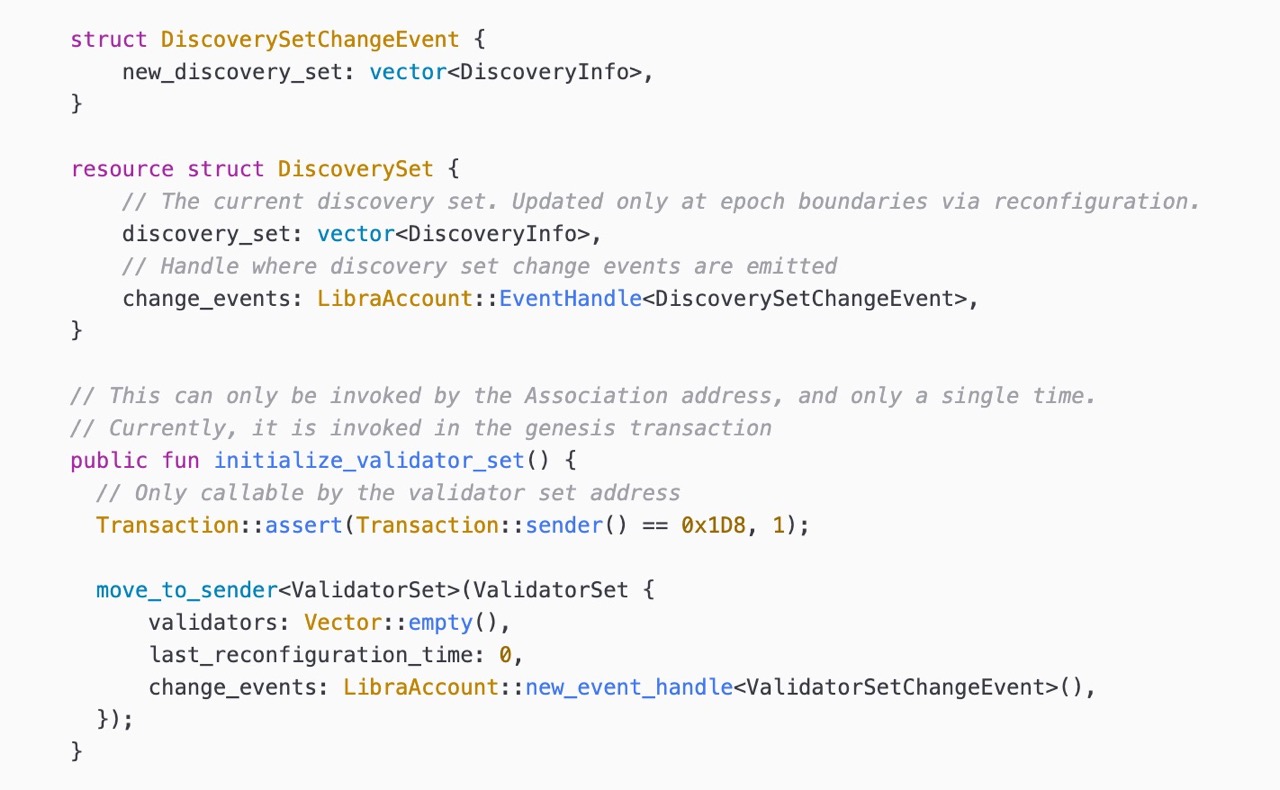 struct DiscoverySetChangeEvent {
    new_discovery_set: vector<DiscoveryInfo>,
}

resource struct DiscoverySet {
    // The current discovery set. Updated only at epoch boundaries via reconfiguration.
    discovery_set: vector<DiscoveryInfo>,
    // Handle where discovery set change events are emitted
    change_events: LibraAccount::EventHandle<DiscoverySetChangeEvent>,
}

// This can only be invoked by the Association address, and only a single time.
// Currently, it is invoked in the genesis transaction
public fun initialize_validator_set() {
  // Only callable by the validator set address
  Transaction::assert(Transaction::sender() == 0x1D8, 1);

  move_to_sender<ValidatorSet>(ValidatorSet {
      validators: Vector::empty(),
      last_reconfiguration_time: 0,
      change_events: LibraAccount::new_event_handle<ValidatorSetChangeEvent>(),
  });
}